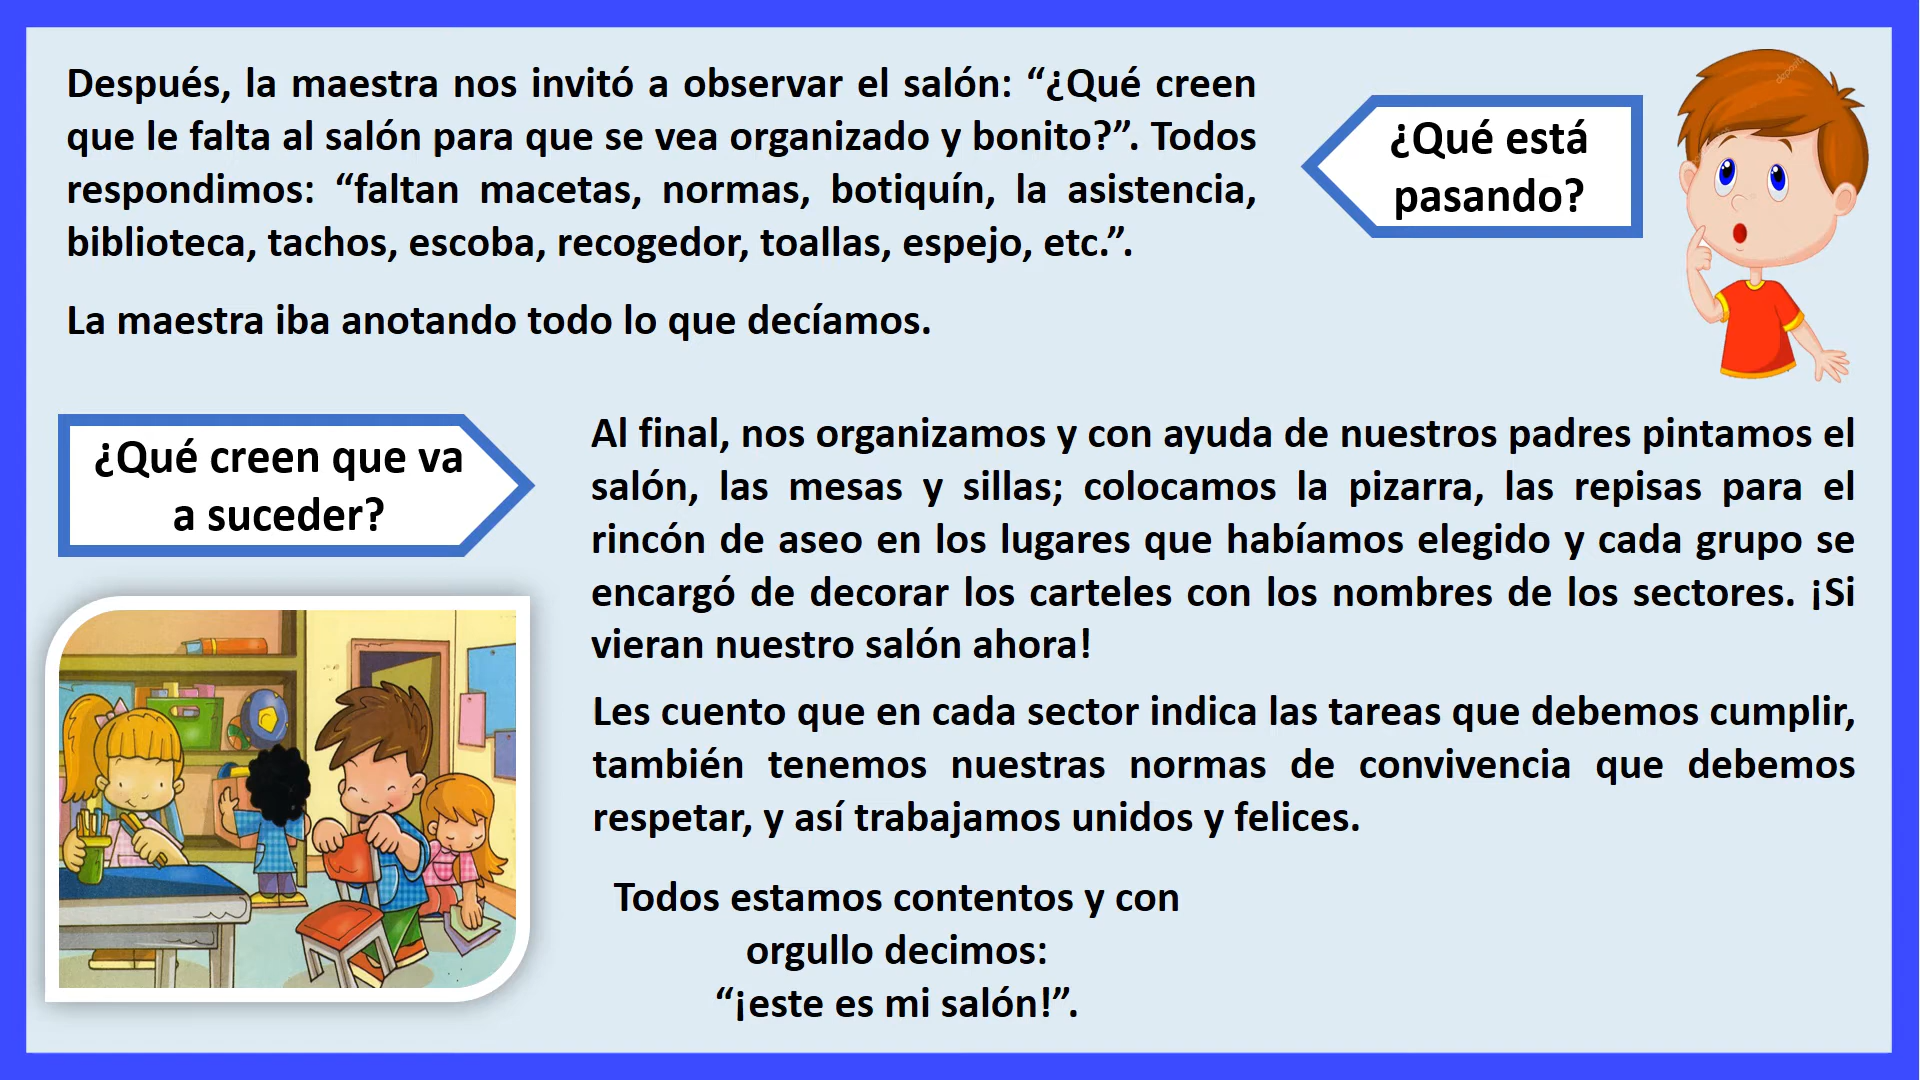 Después, la maestra nos invitó a observar el salón: “¿Qué creen
que le falta al salón para que se vea organizado y bonito?”. Todos
respondimos: “faltan macetas, normas, botiquín, la asistencia,
biblioteca, tachos, escoba, recogedor, toallas, espejo, etc.”.
La maestra iba anotando todo lo que decíamos.
¿Qué está
pasando?
¿Qué creen que va
a suceder?
Al final, nos organizamos y con ayuda de nuestros padres pintamos el
salón, las mesas y sillas; colocamos la pizarra, las repisas para el
rincón de aseo en los lugares que habíamos elegido y cada grupo se
encargó de decorar los carteles con los nombres de los sectores. ¡Si
vieran nuestro salón ahora!
Les cuento que en cada sector indica las tareas que debemos cumplir,
también tenemos nuestras normas de convivencia que debemos
respetar, y así trabajamos unidos y felices.
Todos estamos contentos y con
orgullo decimos:
“¡este es mi salón!”.